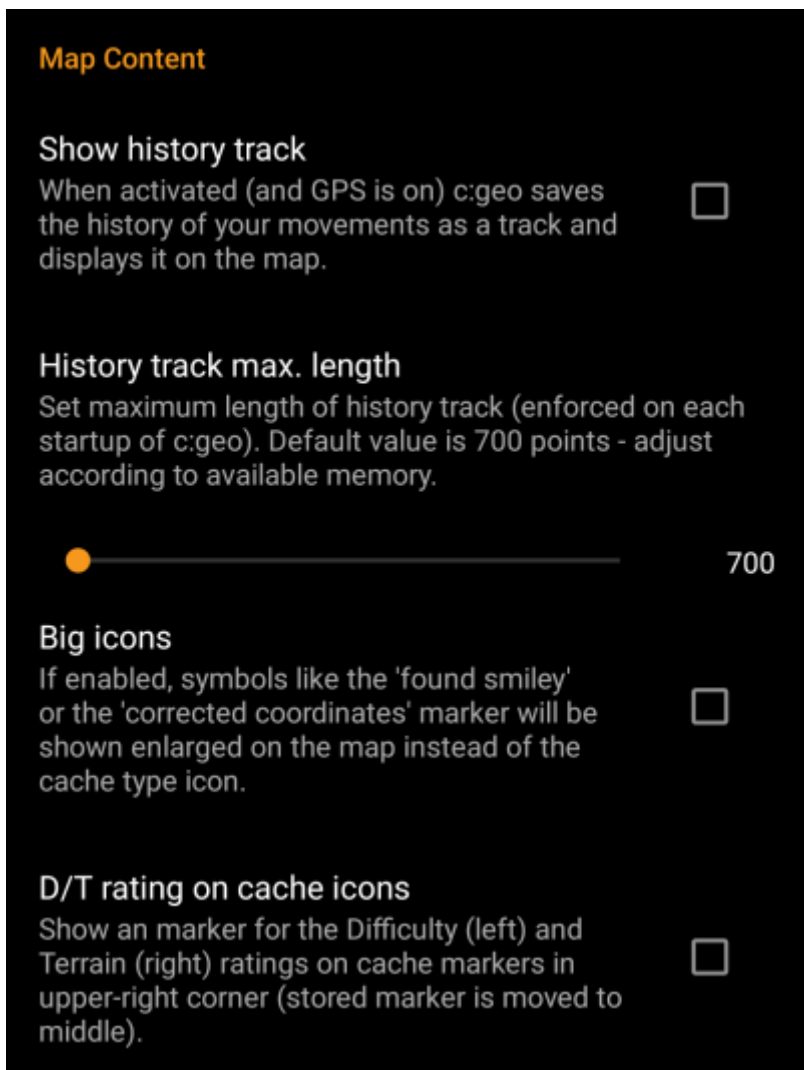 Map Content
Show history track
When activated (and GPS is on) c:geo saves
the history of your movements as a track and
displays it on the map.
History track max. length
Set maximum length of history track (enforced on each
startup of c:geo). Default value is 700 points - adjust
according to available memory.
700
Big icons
If enabled, symbols like the 'found smiley'
or the 'corrected coordinates' marker will be
shown enlarged on the map instead of the
cache type icon.
D/T rating on cache icons
Show an marker for the Difficulty (left) and
Terrain (right) ratings on cache markers in
upper-right corner (stored marker is moved to
middle).